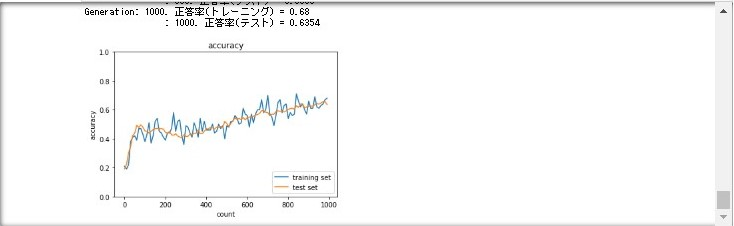 Generation: 1000. 正答率(トレーニング) = 0.68
: 1000. 正答率(テスト) = 0.6354
accuracy
1.0
0.8
0.6
0.4
0.2
0.0
accuracy
0
200
400
600
800
1000
count
training set
test set